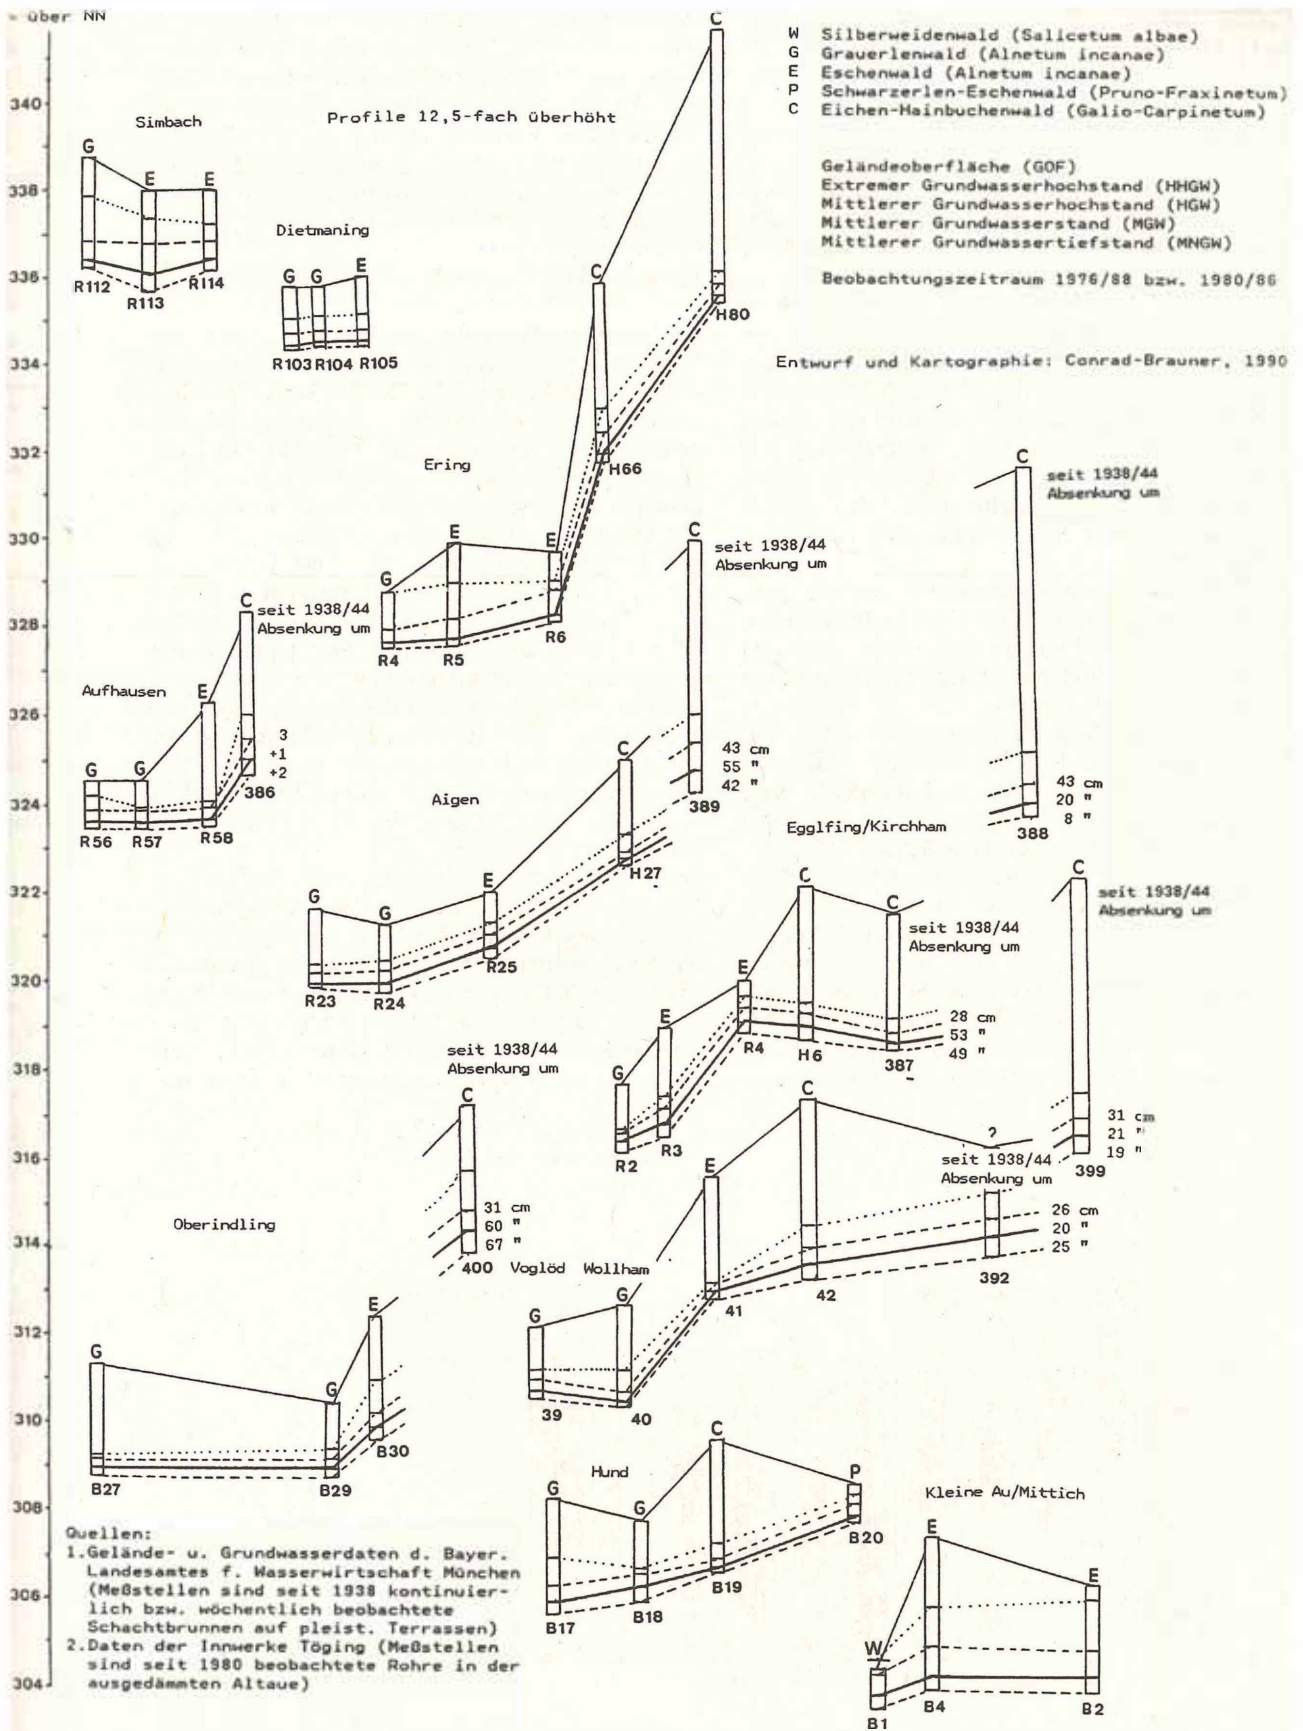 über NN
C
W Silberweidenwald (Salicetum albae)
G Grauerlenwald (Alnetum incanae)
E Eschenwald (Alnetum incanae)
P Schwarzerlen-Eschenwald (Pruno-Fraxinetum)
C Eichen-Hainbuchenwald (Galio-Carpinetum)
Geländeoberfläche (GOF)
Extremer Grundwasserhochstand (HHGW)
Mittlerer Grundwasserhochstand (HGW)
Mittlerer Grundwasserstand (MGW)
Mittlerer Grundwassertiefstand (MNGW)
Beobachtungszeitraum 1976/88 bzw. 1980/86
Entwurf und Kartographie: Conrad-Brauner, 1990
Profile 12,5-fach überhöht
340
338
336
334
332
330
328
326
324
322
320
318
316
314
312
310
308
306
304
Simbach
G E E
R112 R113 R114
Dietmaning
G G E
R103 R104 R105
Ering
G E E C
R4 R5 R6 H66 H80
Aufhausen
G G E C
seit 1938/44
Absenkung um
3
+1
+2
R56 R57 R58 386
Aigen
G G E C C
seit 1938/44
Absenkung um
43 cm
55 "
42 "
R23 R24 R25 H27 389
C
seit 1938/44
Absenkung um
43 cm
20 "
8 "
388
Egglfing/Kirchham
G E E C C
seit 1938/44
Absenkung um
28 cm
53 "
49 "
R2 R3 R4 H6 387
C
seit 1938/44
Absenkung um
31 cm
21 "
19 "
399
Oberindling
G G E C
seit 1938/44
Absenkung um
31 cm
60 "
67 "
B27 B29 B30 400
Voglöd Wollham
G G E C ?
seit 1938/44
Absenkung um
26 cm
20 "
25 "
39 40 41 42 392
Hund
G G C P
B17 B18 B19 B20
Kleine Au/Mittich
W E E
B1 B4 B2
Quellen:
1.Gelände- u. Grundwasserdaten d. Bayer.
Landesamtes f. Wasserwirtschaft München
(Meßstellen sind seit 1938 kontinuier-
lich bzw. wöchentlich beobachtete
Schachtbrunnen auf pleist. Terrassen)
2.Daten der Innwerke Töging (Meßstellen
sind seit 1980 beobachtete Rohre in der
ausgedämmten Altaue)